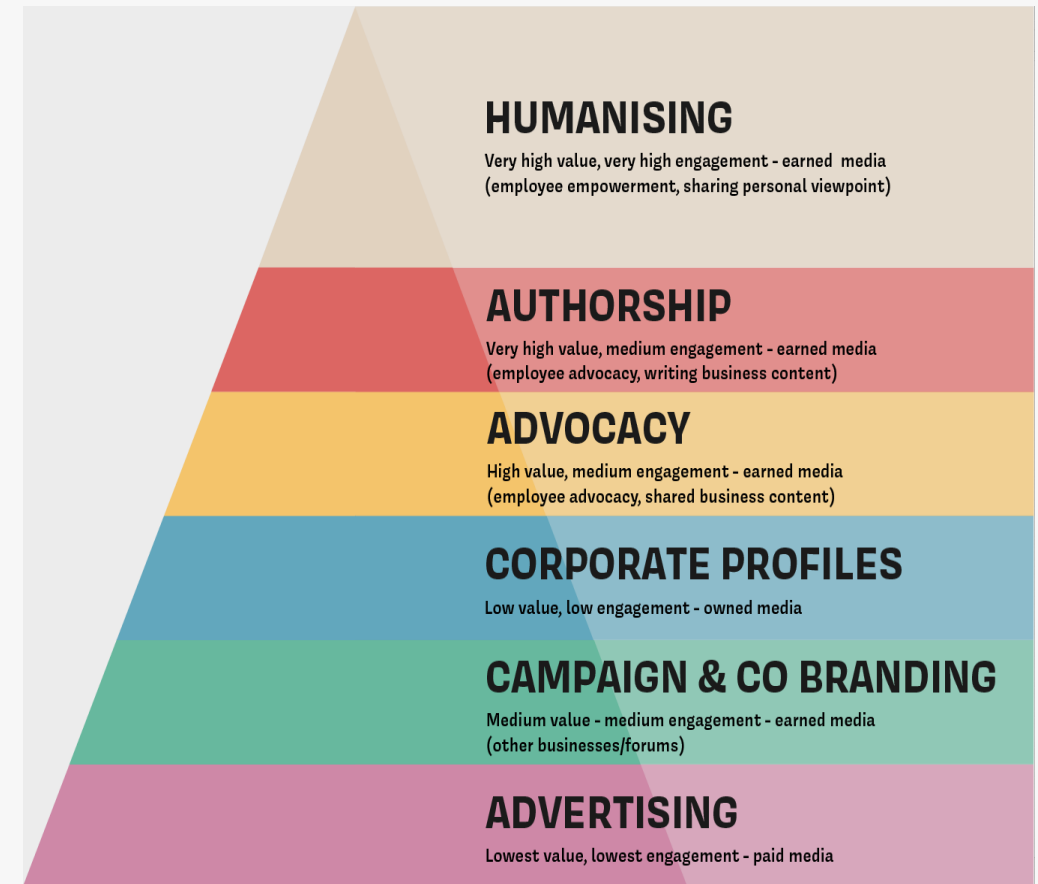 HUMANISING
Very high value, very high engagement - earned  media
(employee empowerment, sharing personal viewpoint)
AUTHORSHIP
Very high value, medium engagement - earned media
(employee advocacy, writing business content)
ADVOCACY
High value, medium engagement - earned media
(employee advocacy, shared business content)
CORPORATE PROFILES
Low value, low engagement - owned media
CAMPAIGN & CO BRANDING
Medium value - medium engagement - earned media
(other businesses/forums)
ADVERTISING
Lowest value, lowest engagement - paid media